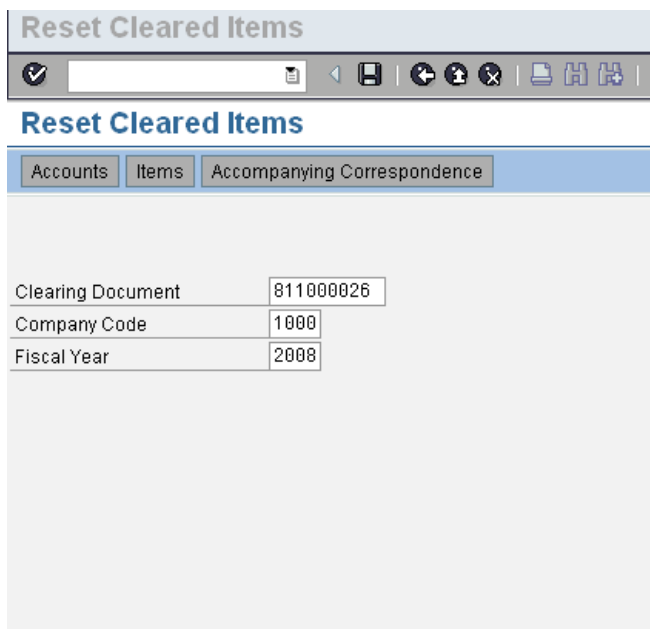 Reset Cleared Items
Reset Cleared Items
Accounts Items Accompanying Correspondence
Clearing Document 811000026
Company Code 1000
Fiscal Year 2008